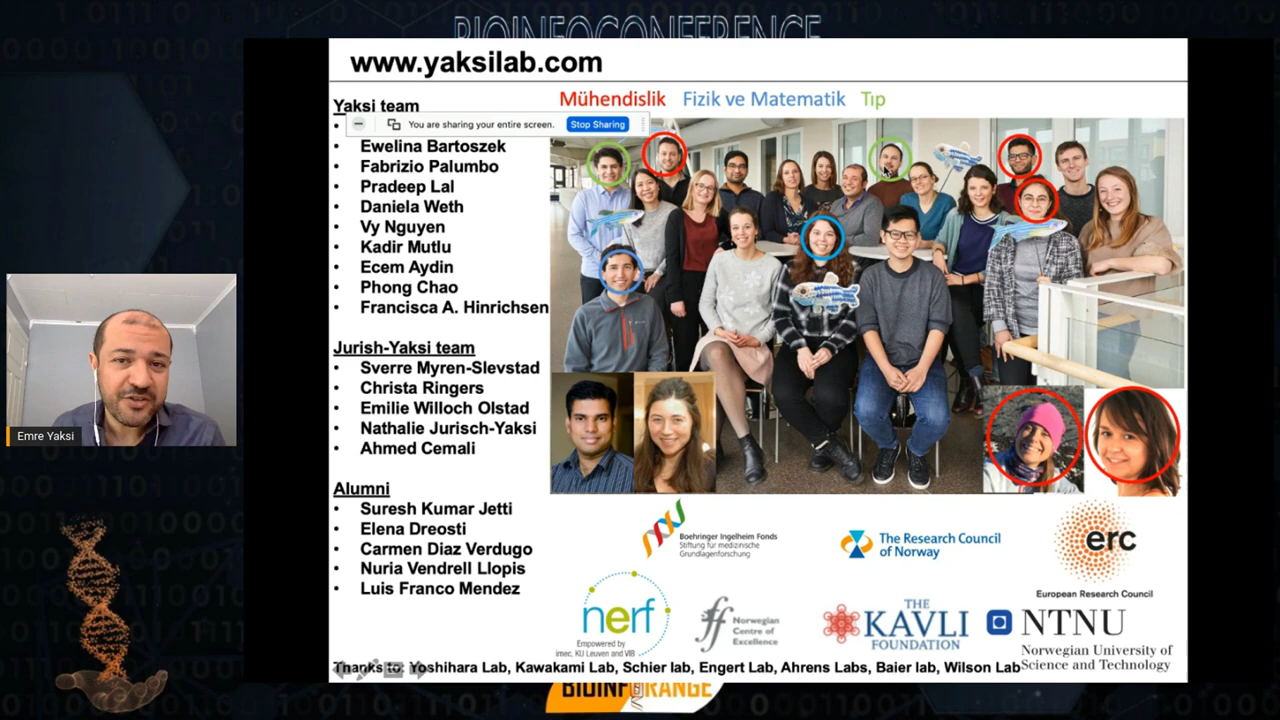 BIOINFOCONFERENCE
www.yaksilab.com
Mühendislik Fizik ve Matematik Tıp
Yaksi team
You are sharing your entire screen. Stop Sharing
• Ewelina Bartoszek
• Fabrizio Palumbo
• Pradeep Lal
• Daniela Weth
• Vy Nguyen
• Kadir Mutlu
• Ecem Aydin
• Phong Chao
• Francisca A. Hinrichsen
Jurish-Yaksi team
• Sverre Myren-Slevstad
• Christa Ringers
• Emilie Willoch Olstad
• Nathalie Jurisch-Yaksi
• Ahmed Cemali
Alumni
• Suresh Kumar Jetti
• Elena Dreosti
• Carmen Diaz Verdugo
• Nuria Vendrell Llopis
• Luis Franco Mendez
Emre Yaksi
Boehringer Ingelheim Fonds
Stiftung für medizinische
Grundlagenforschung
The Research Council
of Norway
erc
European Research Council
nerf
Empowered by
imec, KU Leuven and VIB
Norwegian
Centre of
Excellence
THE
KAVLI
FOUNDATION
NTNU
Norwegian University of
Science and Technology
Thanks to: Yoshihara Lab, Kawakami Lab, Schier lab, Engert Lab, Ahrens Labs, Baier lab, Wilson Lab
BIOINFORANGE